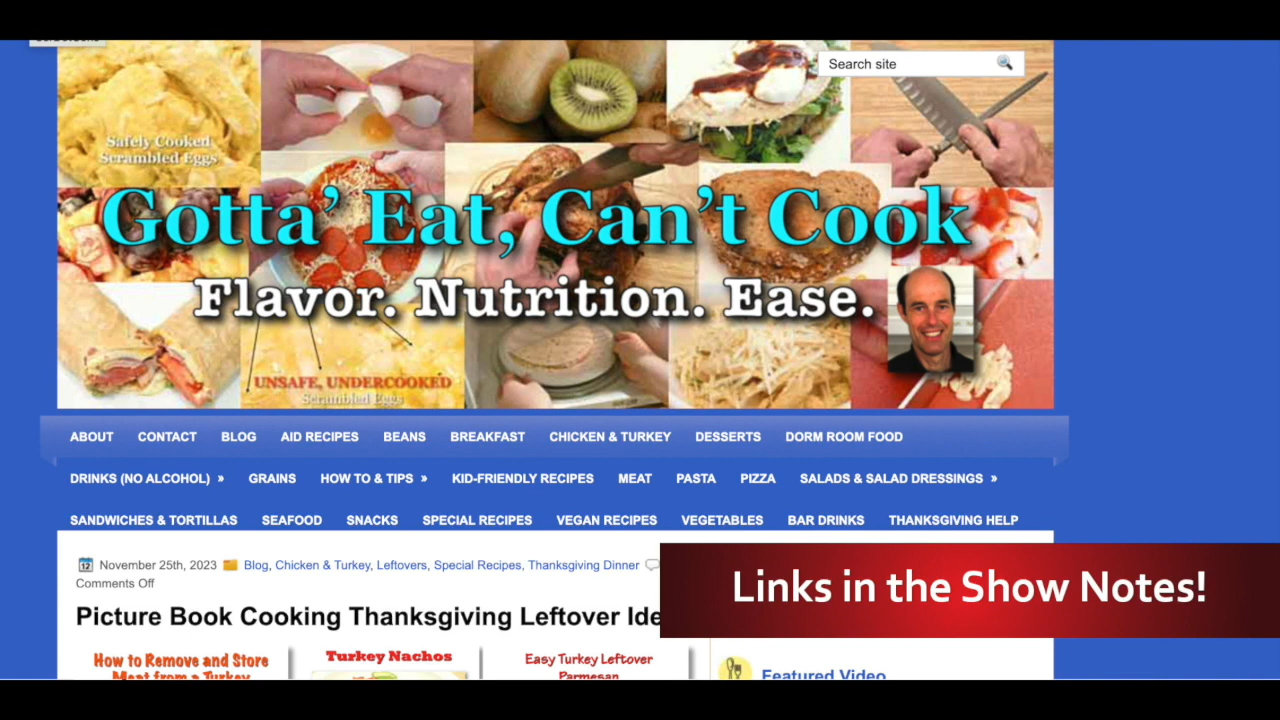 Search site
Safely Cooked
Scrambled Eggs
Gotta' Eat, Can't Cook
Flavor. Nutrition. Ease.
UNSAFE, UNDERCOOKED
Scrambled Eggs
ABOUT CONTACT BLOG AID RECIPES BEANS BREAKFAST CHICKEN & TURKEY DESSERTS DORM ROOM FOOD
DRINKS (NO ALCOHOL) » GRAINS HOW TO & TIPS » KID-FRIENDLY RECIPES MEAT PASTA PIZZA SALADS & SALAD DRESSINGS »
SANDWICHES & TORTILLAS SEAFOOD SNACKS SPECIAL RECIPES VEGAN RECIPES VEGETABLES BAR DRINKS THANKSGIVING HELP
12 November 25th, 2023 Blog, Chicken & Turkey, Leftovers, Special Recipes, Thanksgiving Dinner
Comments Off
Links in the Show Notes!
Picture Book Cooking Thanksgiving Leftover Ide
How to Remove and Store
Meat from a Turkey
Turkey Nachos
Easy Turkey Leftover
Parmesan
Featured Video